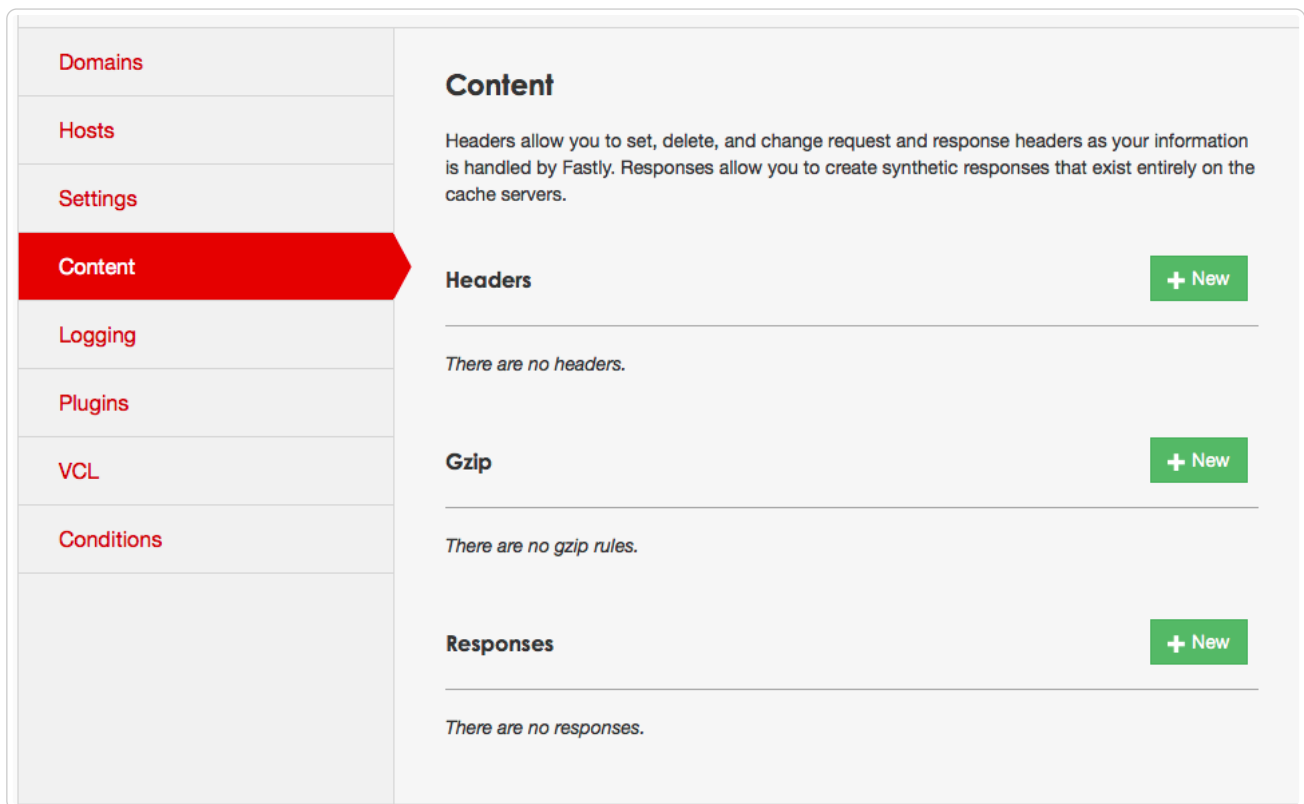 Domains
Hosts
Settings
Content
Logging
Plugins
VCL
Conditions
Content
Headers allow you to set, delete, and change request and response headers as your information
is handled by Fastly. Responses allow you to create synthetic responses that exist entirely on the
cache servers.
Headers
+ New
There are no headers.
Gzip
+ New
There are no gzip rules.
Responses
+ New
There are no responses.